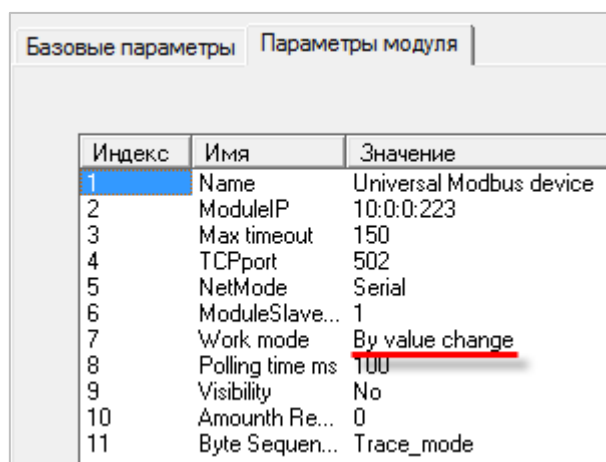 Базовые параметры Параметры модуля
Индекс Имя Значение
1 Name Universal Modbus device
2 ModuleIP 10:0:0:223
3 Max timeout 150
4 TCPport 502
5 NetMode Serial
6 ModuleSlave... 1
7 Work mode By value change
8 Polling time ms 100
9 Visibility No
10 Amounth Re... 0
11 Byte Sequen... Trace_mode